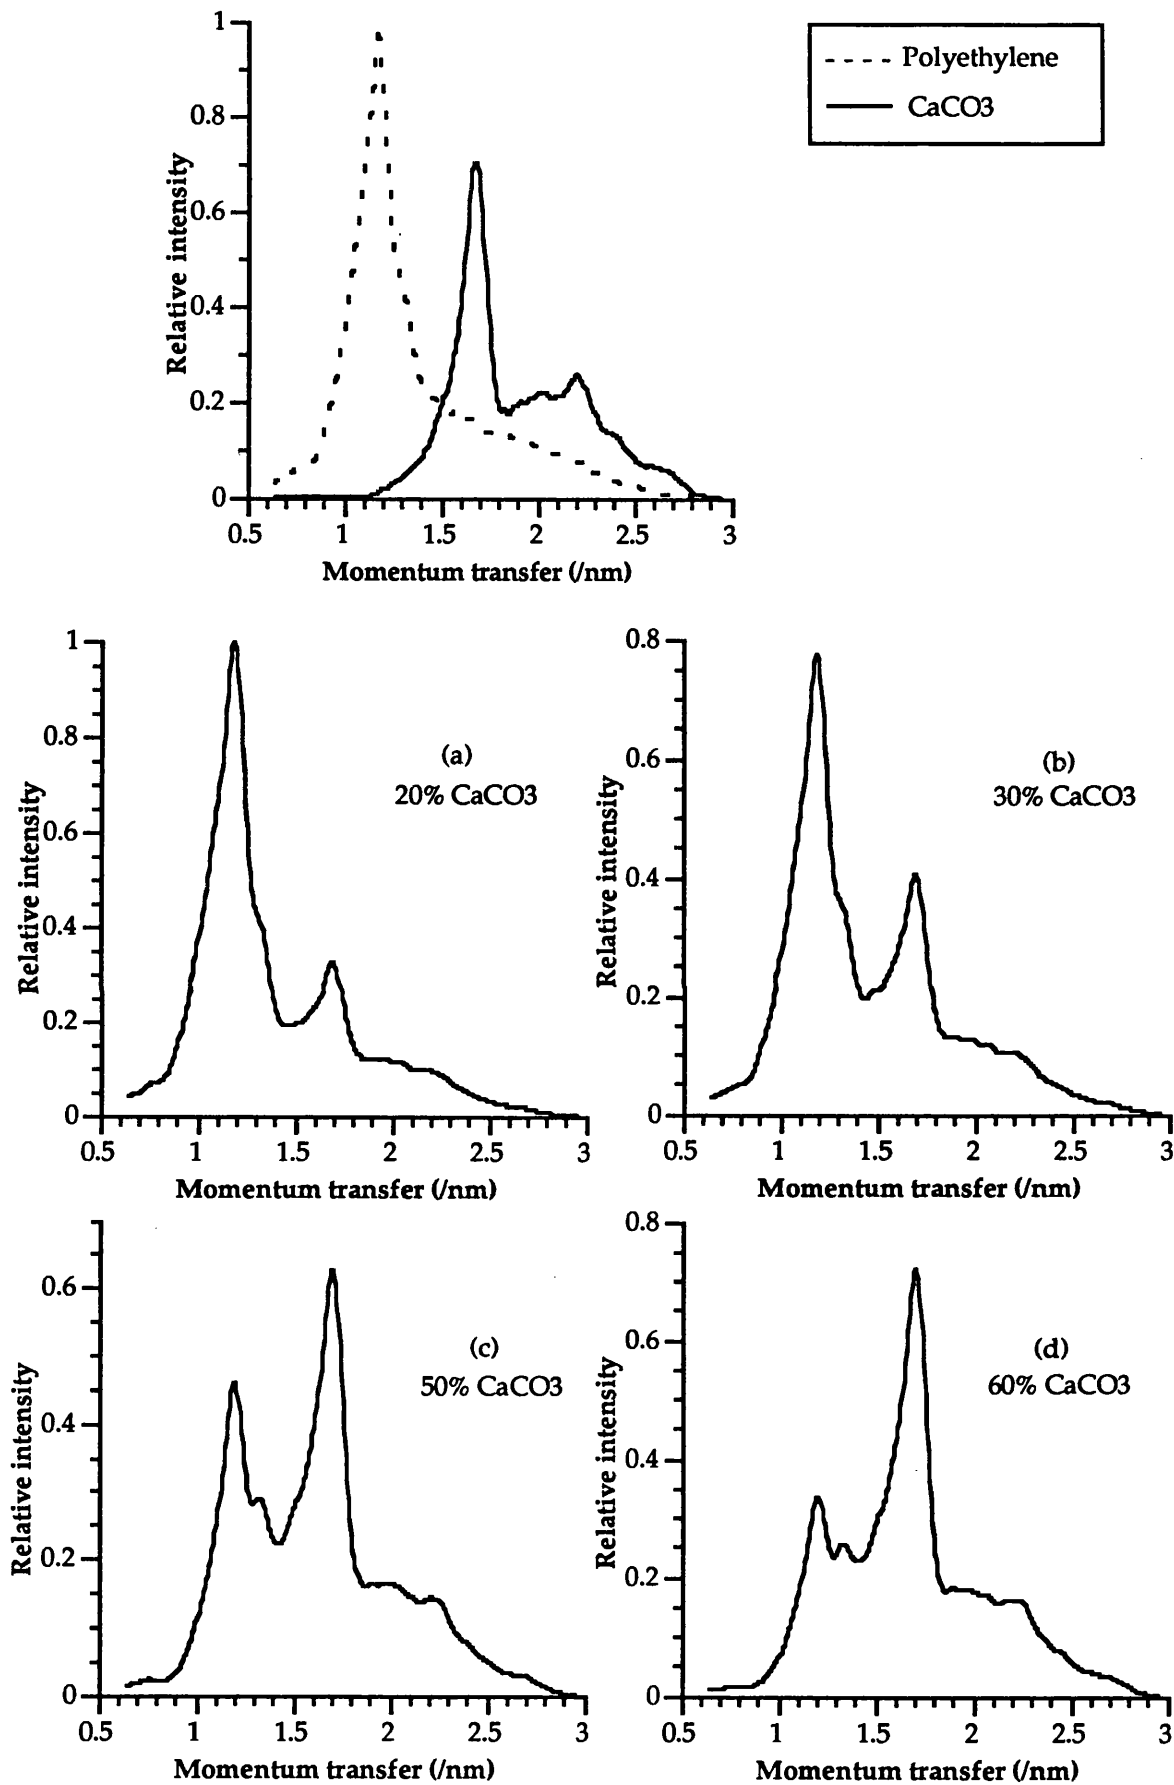 Polyethylene
CaCO3
1
0.8
0.6
0.4
0.2
0
Relative intensity
0.5 1 1.5 2 2.5 3
Momentum transfer (/nm)
1
0.8
0.6
0.4
0.2
0
Relative intensity
(a)
20% CaCO3
0.5 1 1.5 2 2.5 3
Momentum transfer (/nm)
0.8
0.6
0.4
0.2
0
Relative intensity
(b)
30% CaCO3
0.5 1 1.5 2 2.5 3
Momentum transfer (/nm)
0.6
0.4
0.2
0
Relative intensity
(c)
50% CaCO3
0.5 1 1.5 2 2.5 3
Momentum transfer (/nm)
0.8
0.6
0.4
0.2
0
Relative intensity
(d)
60% CaCO3
0.5 1 1.5 2 2.5 3
Momentum transfer (/nm)